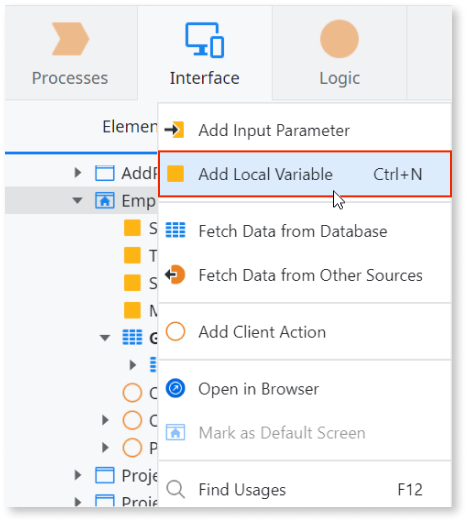 Processes
Interface
Logic
Elemen
Add Input Parameter
AddP
Add Local Variable Ctrl+N
Emp
S
Fetch Data from Database
T
S
Fetch Data from Other Sources
M
G
Add Client Action
Open in Browser
C
C
Mark as Default Screen
P
Proje
Find Usages F12
Proje